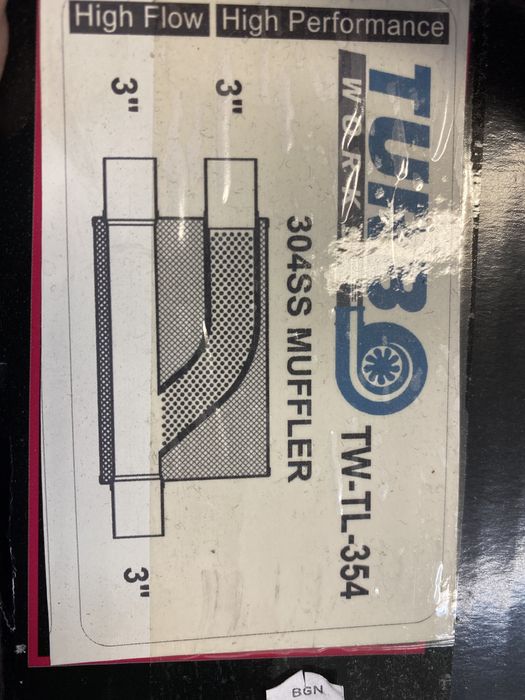 High Flow High Performance
TURBO
WORKS
TW-TL-354
304SS MUFFLER
3"
3"
3"
BGN